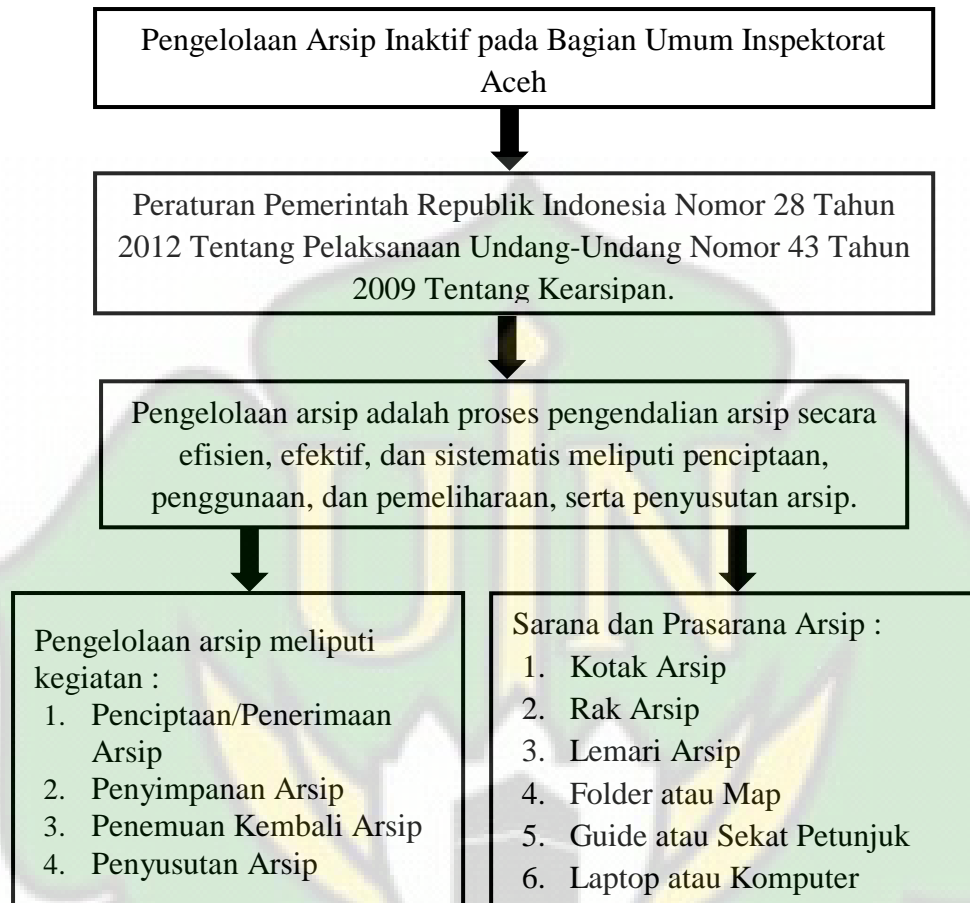 Pengelolaan Arsip Inaktif pada Bagian Umum Inspektorat
Aceh
Peraturan Pemerintah Republik Indonesia Nomor 28 Tahun
2012 Tentang Pelaksanaan Undang-Undang Nomor 43 Tahun
2009 Tentang Kearsipan.
Pengelolaan arsip adalah proses pengendalian arsip secara
efisien, efektif, dan sistematis meliputi penciptaan,
penggunaan, dan pemeliharaan, serta penyusutan arsip.
Pengelolaan arsip meliputi
kegiatan :
1. Penciptaan/Penerimaan
Arsip
2. Penyimpanan Arsip
3. Penemuan Kembali Arsip
4. Penyusutan Arsip
Sarana dan Prasarana Arsip :
1. Kotak Arsip
2. Rak Arsip
3. Lemari Arsip
4. Folder atau Map
5. Guide atau Sekat Petunjuk
6. Laptop atau Komputer
UIN